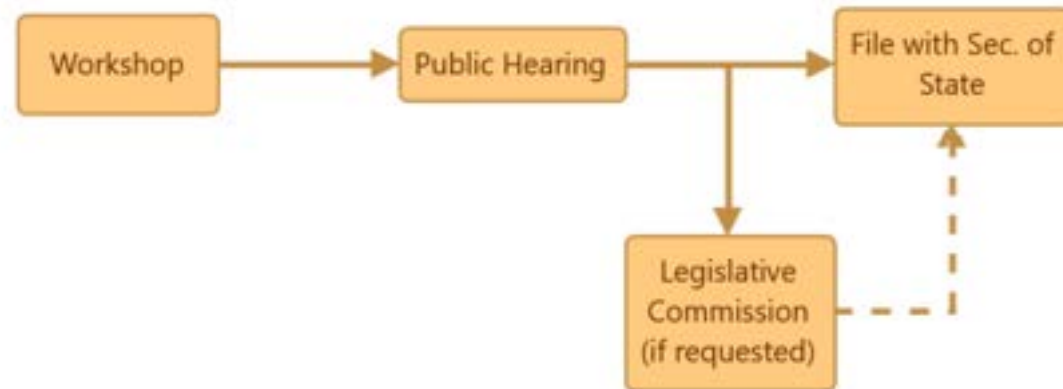 Workshop
Public Hearing
File with Sec. of
State
Legislative
Commission
(if requested)